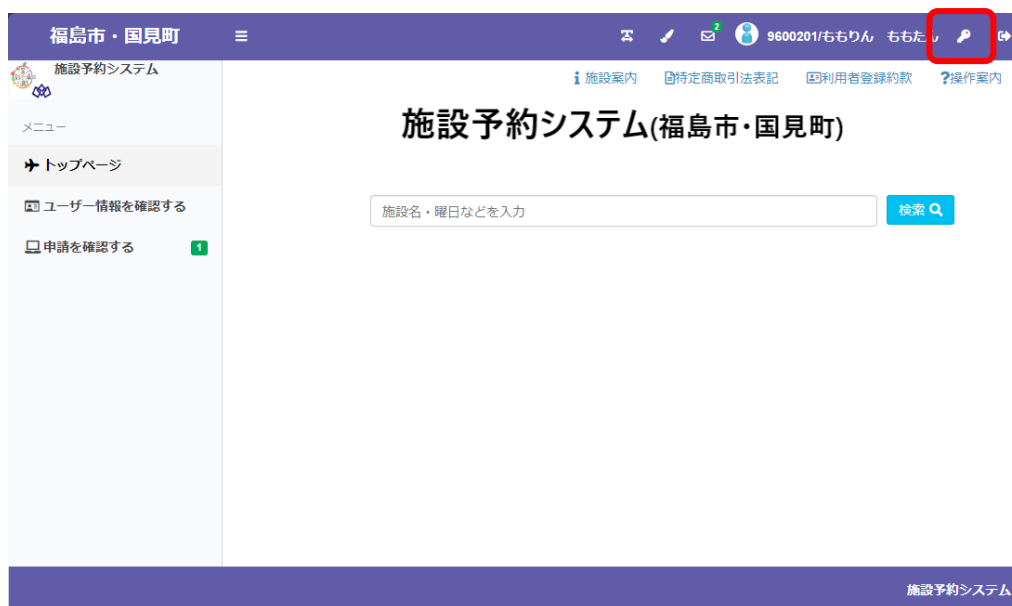 福島市・国見町
2
9600201/ももりん ももたん
施設予約システム
施設案内 特定商取引法表記 利用者登録約款 ?操作案内
メニュー
施設予約システム(福島市・国見町)
トップページ
ユーザー情報を確認する
施設名・曜日などを入力
検索
申請を確認する
1
施設予約システム